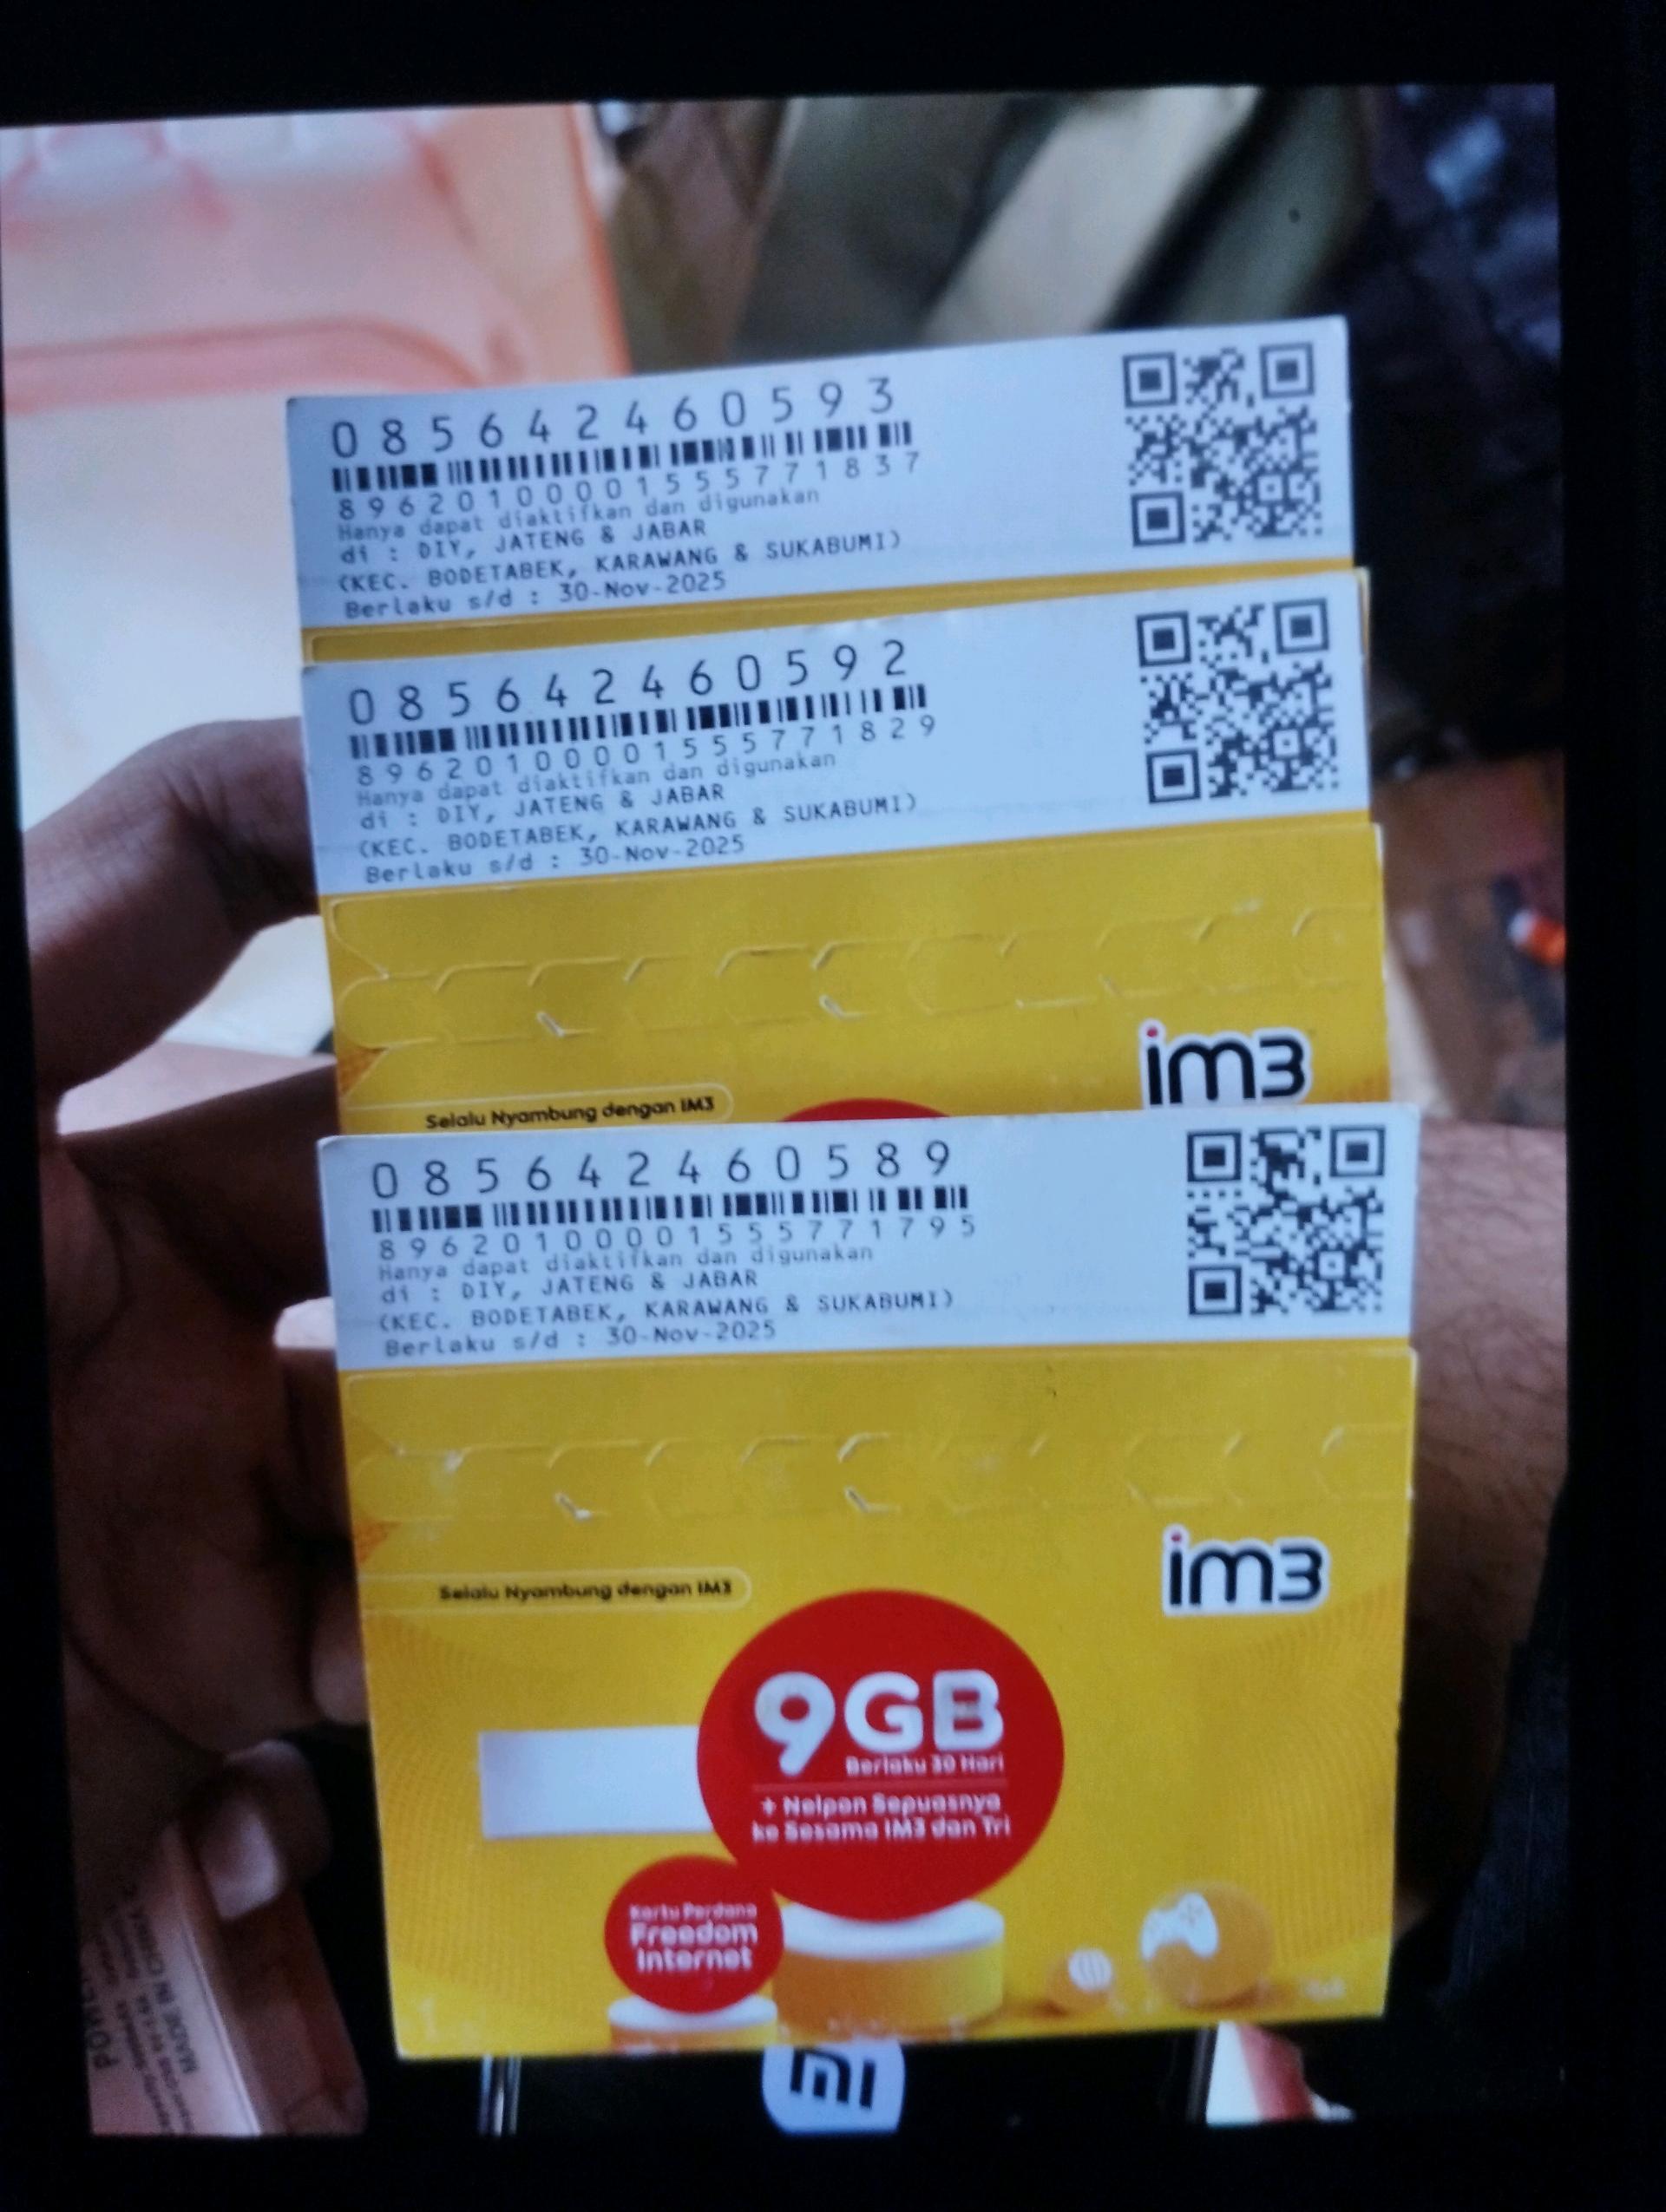 085642460593
89620100001555771837
Hanya dapat diaktifkan dan digunakan
di : DIY, JATENG & JABAR
(KEC. BODETABEK, KARAWANG & SUKABUMI)
Berlaku s/d : 30-Nov-2025
085642460592
89620100001555771829
Hanya dapat diaktifkan dan digunakan
di : DIY, JATENG & JABAR
(KEC. BODETABEK, KARAWANG & SUKABUMI)
Berlaku s/d : 30-Nov-2025
im3
Selalu Nyambung dengan IM3
085642460589
89620100001555771795
Hanya dapat diaktifkan dan digunakan
di : DIY, JATENG & JABAR
(KEC. BODETABEK, KARAWANG & SUKABUMI)
Berlaku s/d : 30-Nov-2025
im3
Selalu Nyambung dengan IM3
9GB
Berlaku 30 Hari
+ Nelpon Sepuasnya
ke Sesama IM3 dan Tri
Kartu Perdana
Freedom
Internet
mi
MADE IN CHINA